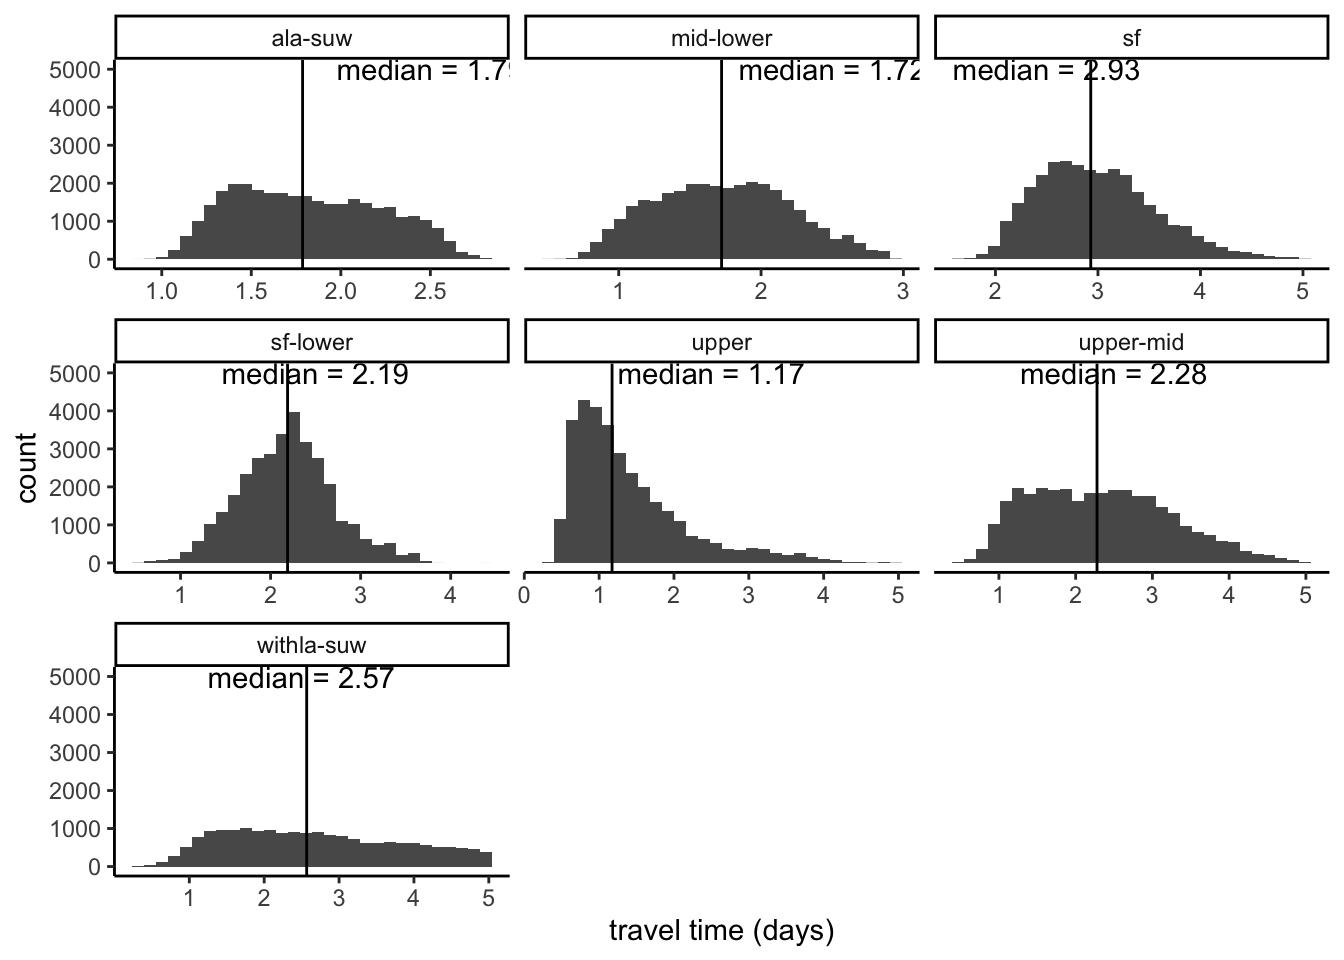 ala-suw
mid-lower
sf
median = 1.79
median = 1.72
median = 2.93
5000
4000
3000
2000
1000
0
1.0 1.5 2.0 2.5
1 2 3
2 3 4 5
sf-lower
upper
upper-mid
median = 2.19
median = 1.17
median = 2.28
5000
4000
3000
2000
1000
0
1 2 3 4
0 1 2 3 4 5
1 2 3 4 5
withla-suw
median = 2.57
5000
4000
3000
2000
1000
0
1 2 3 4 5
count
travel time (days)